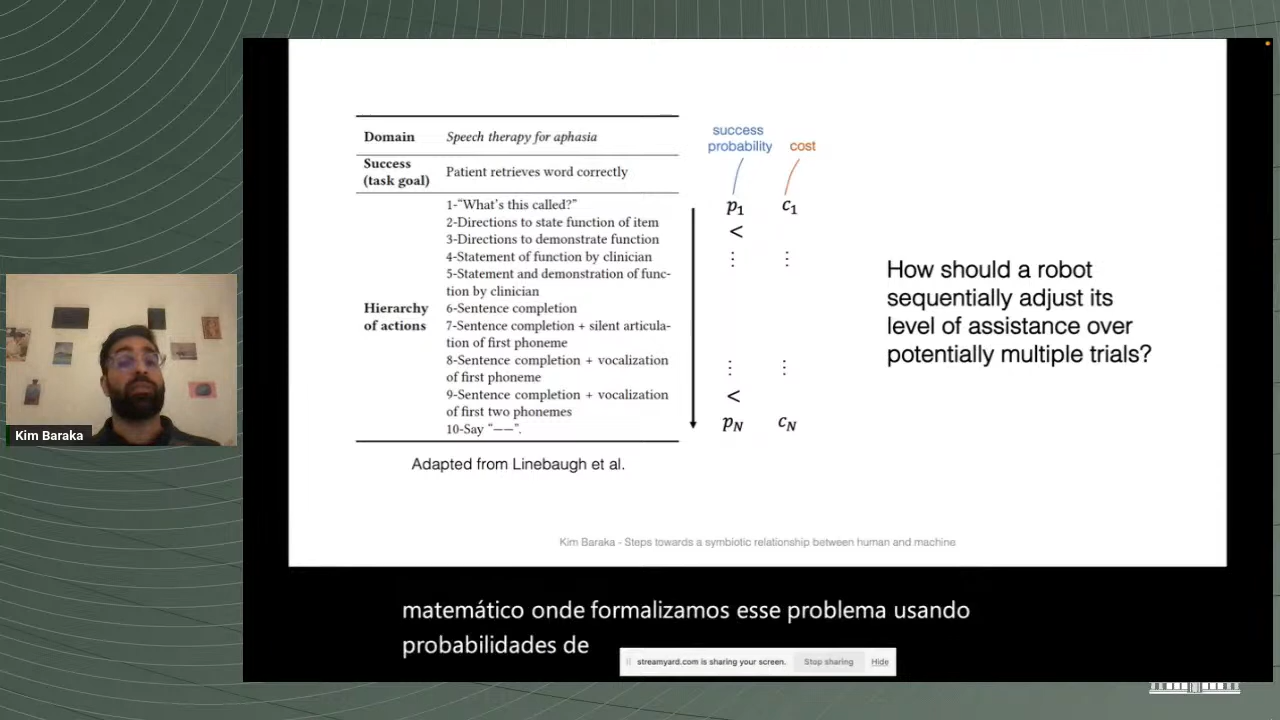 Domain Speech therapy for aphasia
Success
(task goal) Patient retrieves word correctly
Hierarchy
of actions
1-“What’s this called?”
2-Directions to state function of item
3-Directions to demonstrate function
4-Statement of function by clinician
5-Statement and demonstration of func-
tion by clinician
6-Sentence completion
7-Sentence completion + silent articula-
tion of first phoneme
8-Sentence completion + vocalization
of first phoneme
9-Sentence completion + vocalization
of first two phonemes
10-Say “——”.
Adapted from Linebaugh et al.
success
probability
cost
p₁ c₁
<
⋮ ⋮
⋮ ⋮
<
p_N c_N
How should a robot
sequentially adjust its
level of assistance over
potentially multiple trials?
Kim Baraka - Steps towards a symbiotic relationship between human and machine
Kim Baraka
matemático onde formalizamos esse problema usando
probabilidades de
streamyard.com is sharing your screen. Stop sharing Hide